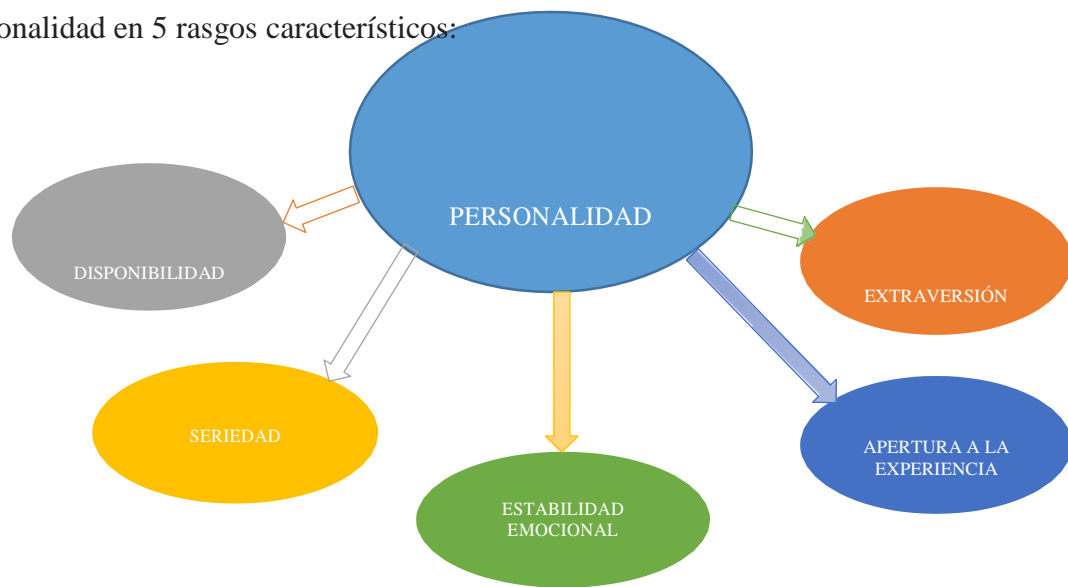 onalidad en 5 rasgos característicos:
PERSONALIDAD
DISPONIBILIDAD
EXTRAVERSIÓN
SERIEDAD
APERTURA A LA
EXPERIENCIA
ESTABILIDAD
EMOCIONAL